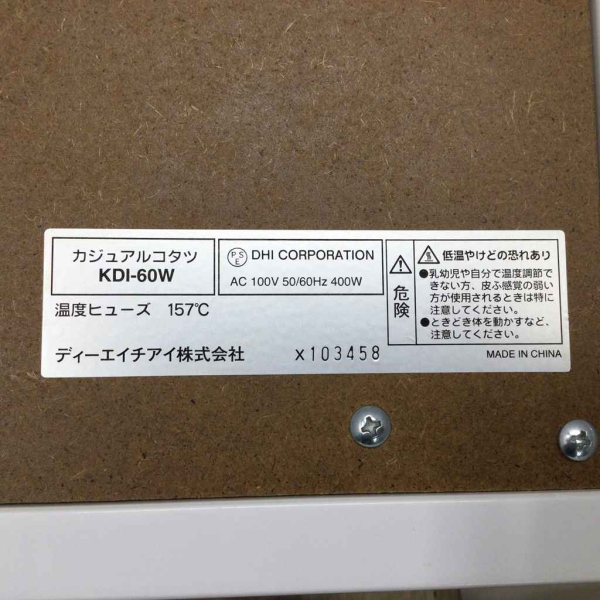 カジュアルコタツ
KDI-60W
PSE DHI CORPORATION
AC 100V 50/60Hz 400W
温度ヒューズ 157℃
ディーエイチアイ株式会社
X103458
危険
低温やけどの恐れあり
●乳幼児や自分で温度調節で
きない方、皮ふ感覚の弱い
方が使用されるときは特に
注意してください。
●ときどき体を動かすなど、
注意してください。
MADE IN CHINA